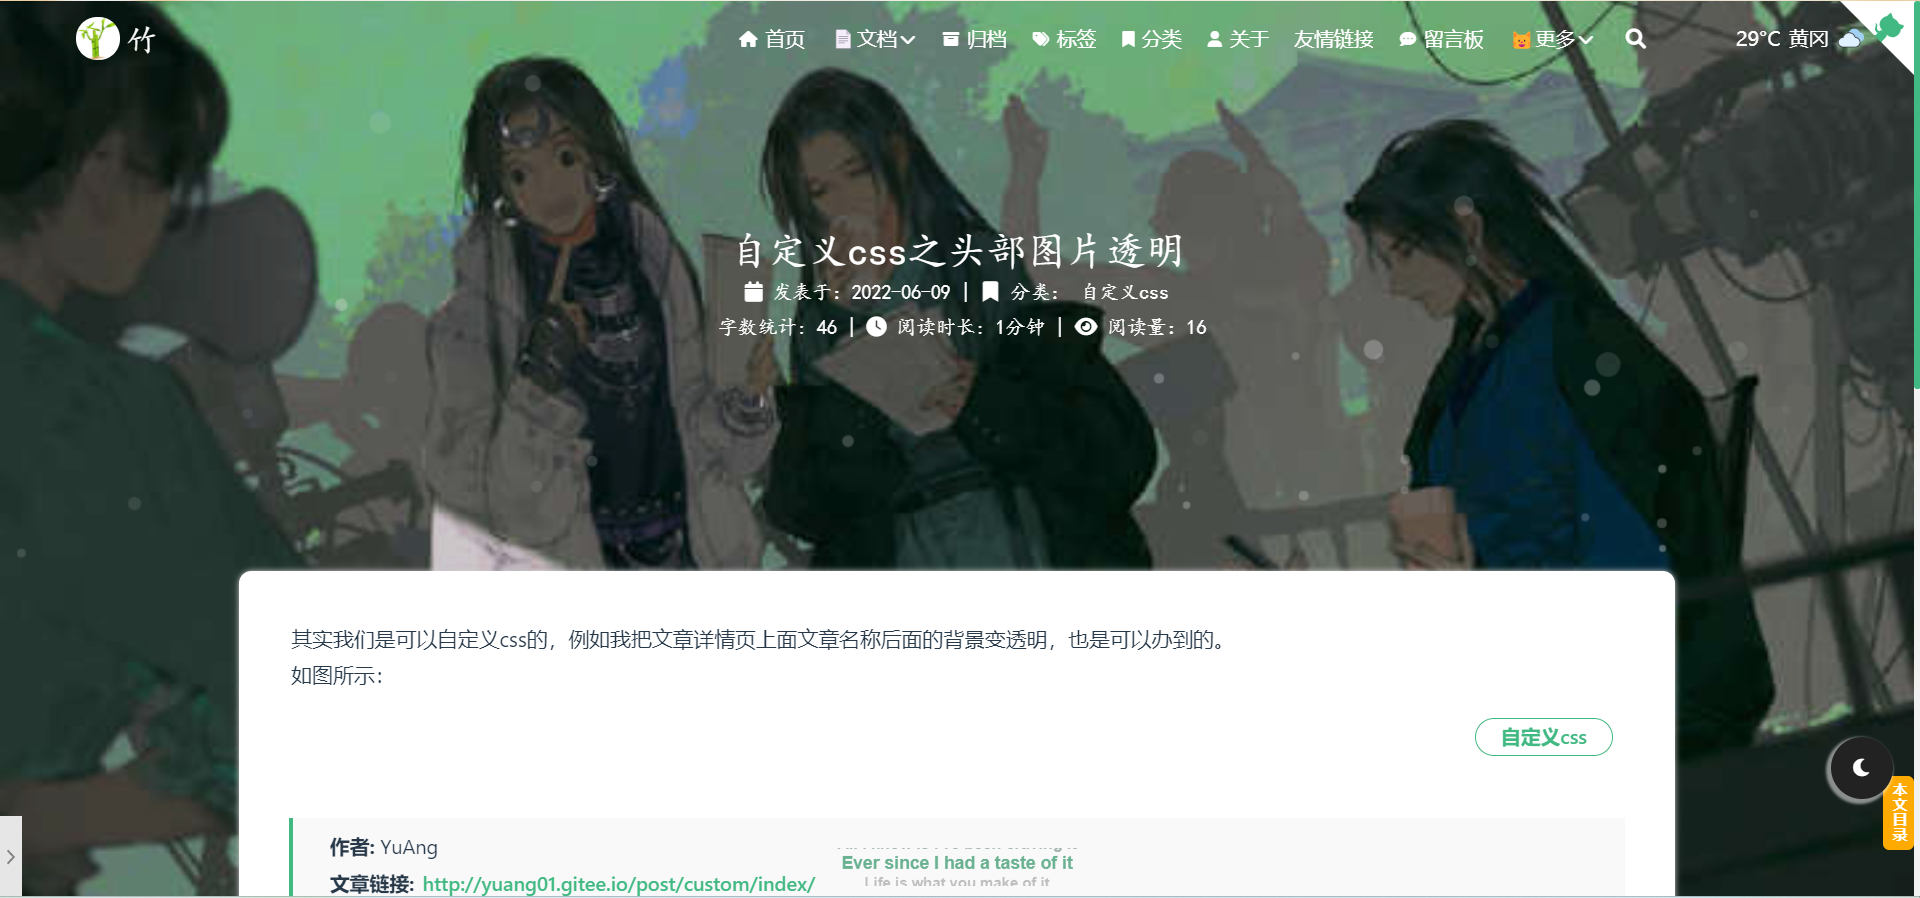 竹 首页 文档 归档 标签 分类 关于 友情链接 留言板 更多 29°C 黄冈
自定义css之头部图片透明
发表于：2022-06-09 | 分类： 自定义css
字数统计：46 | 阅读时长：1分钟 | 阅读量：16
其实我们是可以自定义css的，例如我把文章详情页上面文章名称后面的背景变透明，也是可以办到的。
如图所示：
自定义css
本文目录
作者: YuAng
Ever since I had a taste of it
文章链接: http://yuang01.gitee.io/post/custom/index/
Life is what you make of it